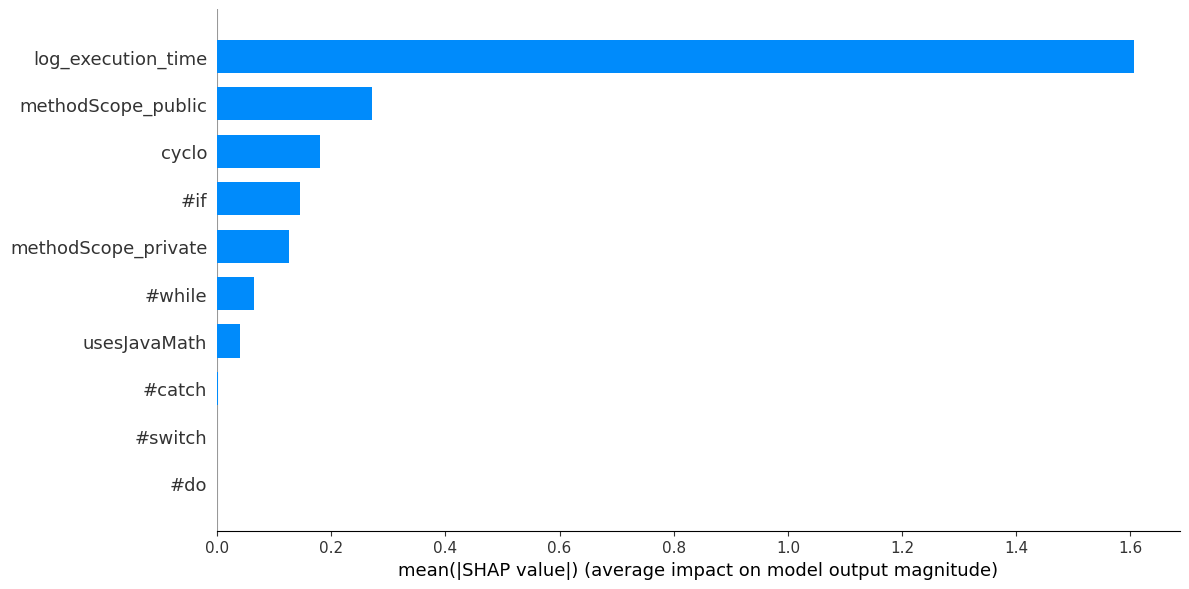 log_execution_time
methodScope_public
cyclo
#if
methodScope_private
#while
usesJavaMath
#catch
#switch
#do
0.0 0.2 0.4 0.6 0.8 1.0 1.2 1.4 1.6
mean(|SHAP value|) (average impact on model output magnitude)